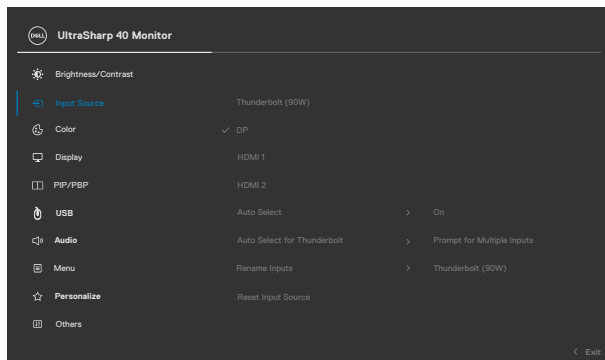 DELL UltraSharp 40 Monitor
Brightness/Contrast
Input Source Thunderbolt (90W)
Color DP
Display HDMI 1
PIP/PBP HDMI 2
USB Auto Select > On
Audio Auto Select for Thunderbolt > Prompt for Multiple Inputs
Menu Rename Inputs > Thunderbolt (90W)
Personalize Reset Input Source
Others
< Exit